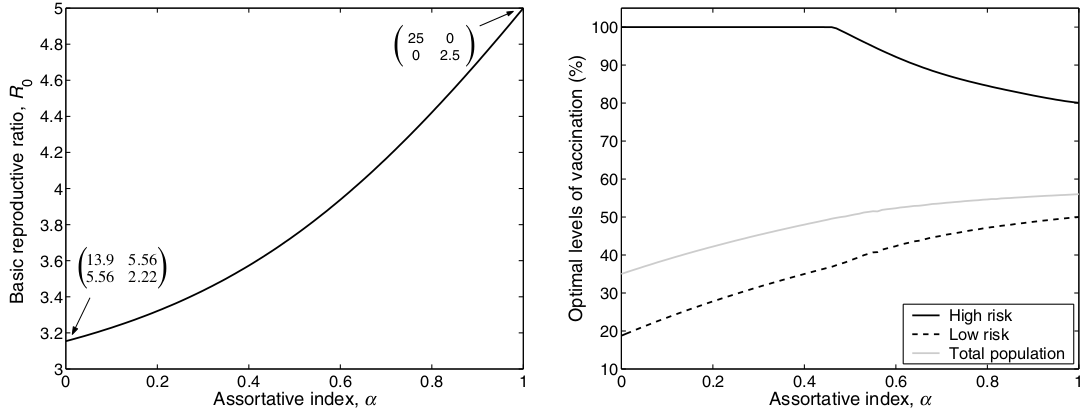 5
4.8
4.6
4.4
4.2
4
3.8
3.6
3.4
3.2
3
Basic reproductive ratio, R0
25 0
0 2.5
13.9 5.56
5.56 2.22
0 0.2 0.4 0.6 0.8 1
Assortative index, α
100
90
80
70
60
50
40
30
20
10
Optimal levels of vaccination (%)
High risk
Low risk
Total population
0 0.2 0.4 0.6 0.8 1
Assortative index, α